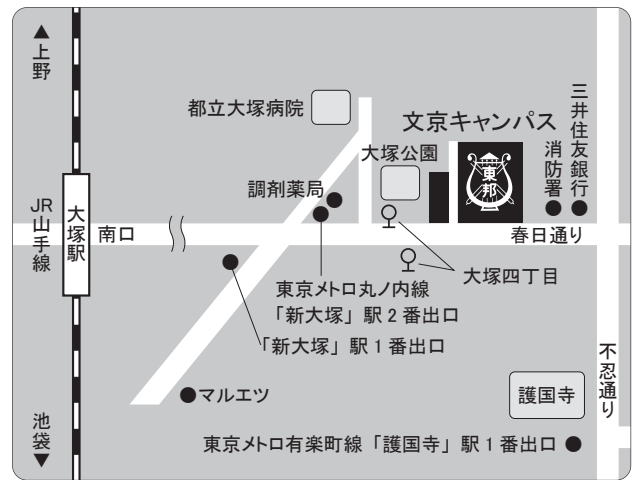 ▲上野
JR山手線
大塚駅
南口
池袋▼
都立大塚病院
調剤薬局
大塚公園
文京キャンパス
東邦
消防署
三井住友銀行
春日通り
大塚四丁目
東京メトロ丸ノ内線
「新大塚」駅2番出口
「新大塚」駅1番出口
マルエツ
不忍通り
護国寺
東京メトロ有楽町線「護国寺」駅1番出口